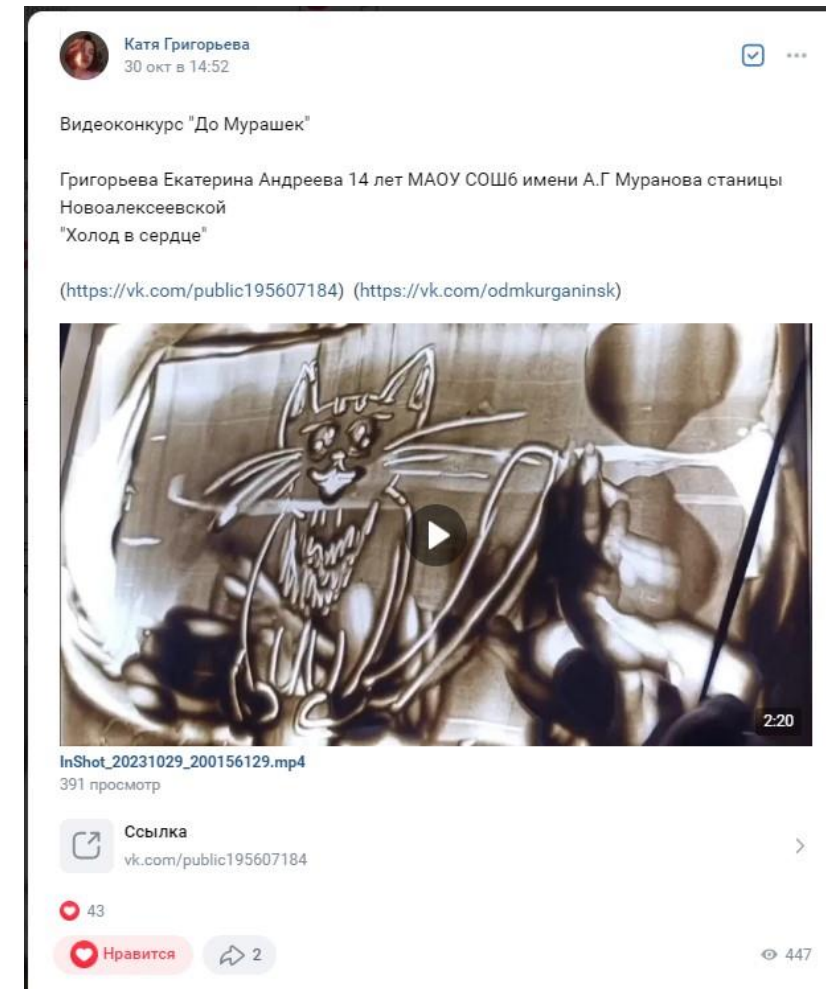 Катя Григорьева
30 окт в 14:52
Видеоконкурс "До Мурашек"
Григорьева Екатерина Андреева 14 лет МАОУ СОШ6 имени А.Г Муранова станицы
Новоалексеевской
"Холод в сердце"
(https://vk.com/public195607184) (https://vk.com/odmkurganinsk)
2:20
InShot_20231029_200156129.mp4
391 просмотр
Ссылка
vk.com/public195607184
43
Нравится 2 447